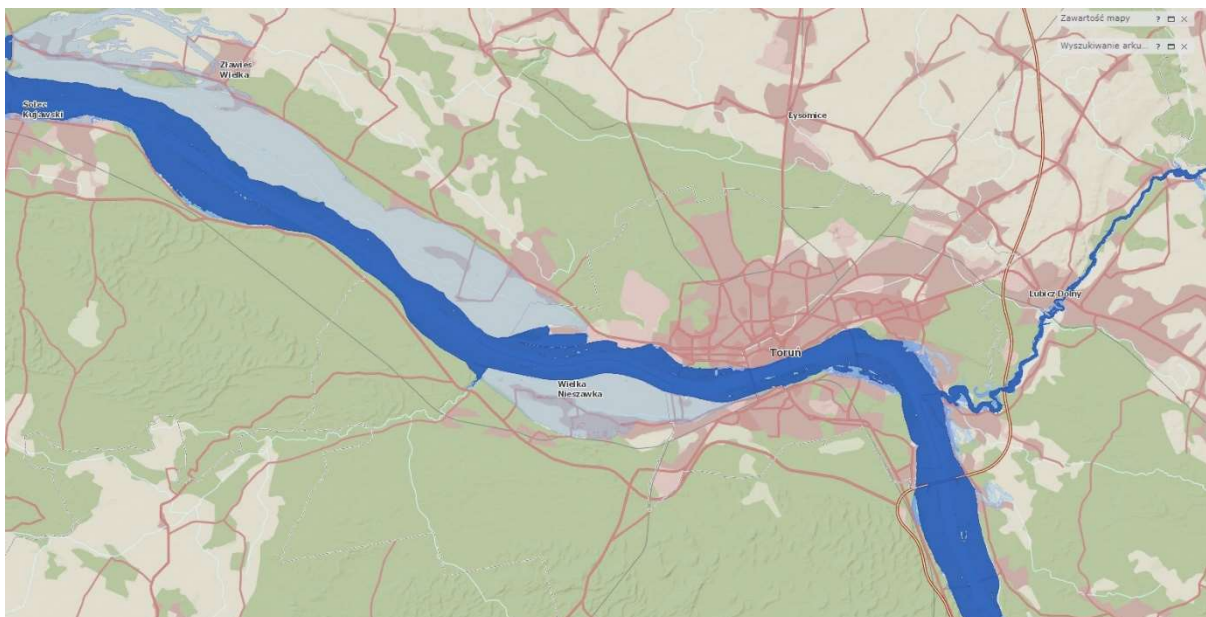 Zawartość mapy ? ×
Wyszukiwanie arku... ? ×
Zławieś
Wielka
Solec
Kujawski
Łysomice
Lubicz Dolny
Toruń
Wielka
Nieszawka